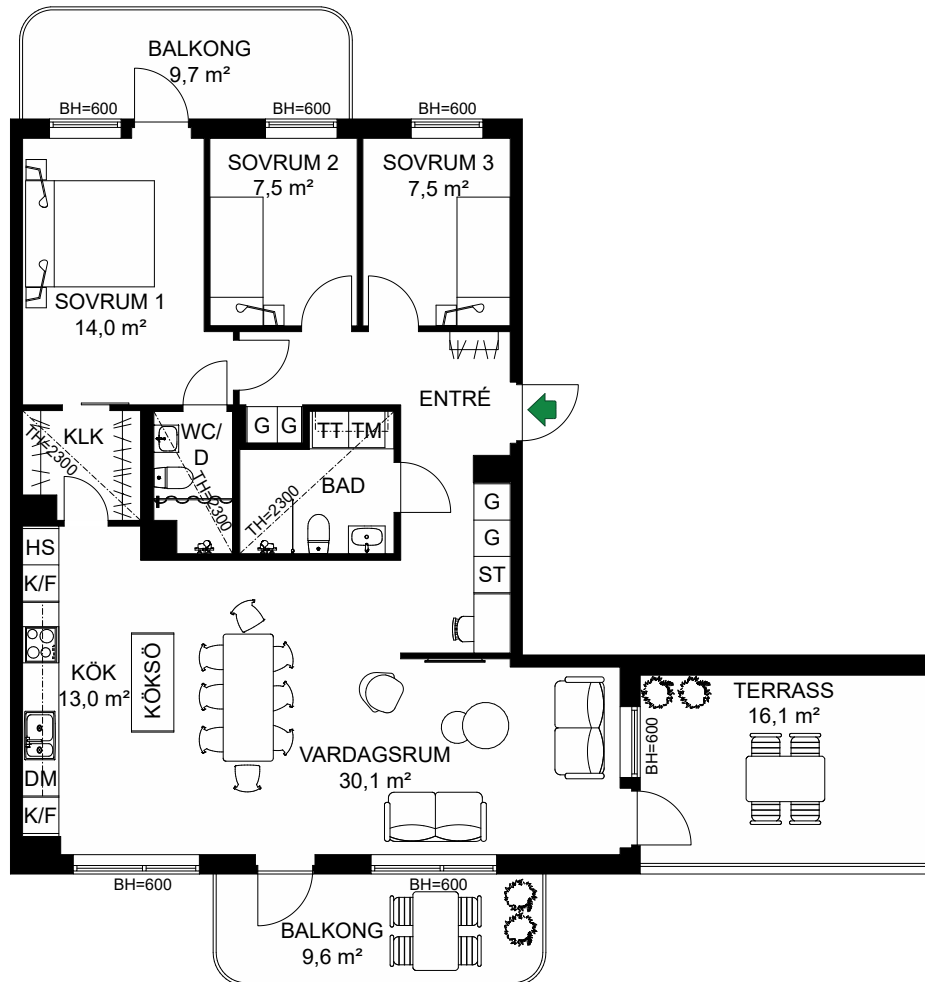 BALKONG
9,7 m²
BH=600
BH=600
BH=600
SOVRUM 2
7,5 m²
SOVRUM 3
7,5 m²
SOVRUM 1
14,0 m²
ENTRÉ
KLK
TH=2300
WC/
D
TH=2300
G
G
TT
TM
BAD
TH=2300
G
G
ST
HS
K/F
KÖK
13,0 m²
KÖKSÖ
DM
K/F
VARDAGSRUM
30,1 m²
BH=600
TERRASS
16,1 m²
BH=600
BH=600
BALKONG
9,6 m²